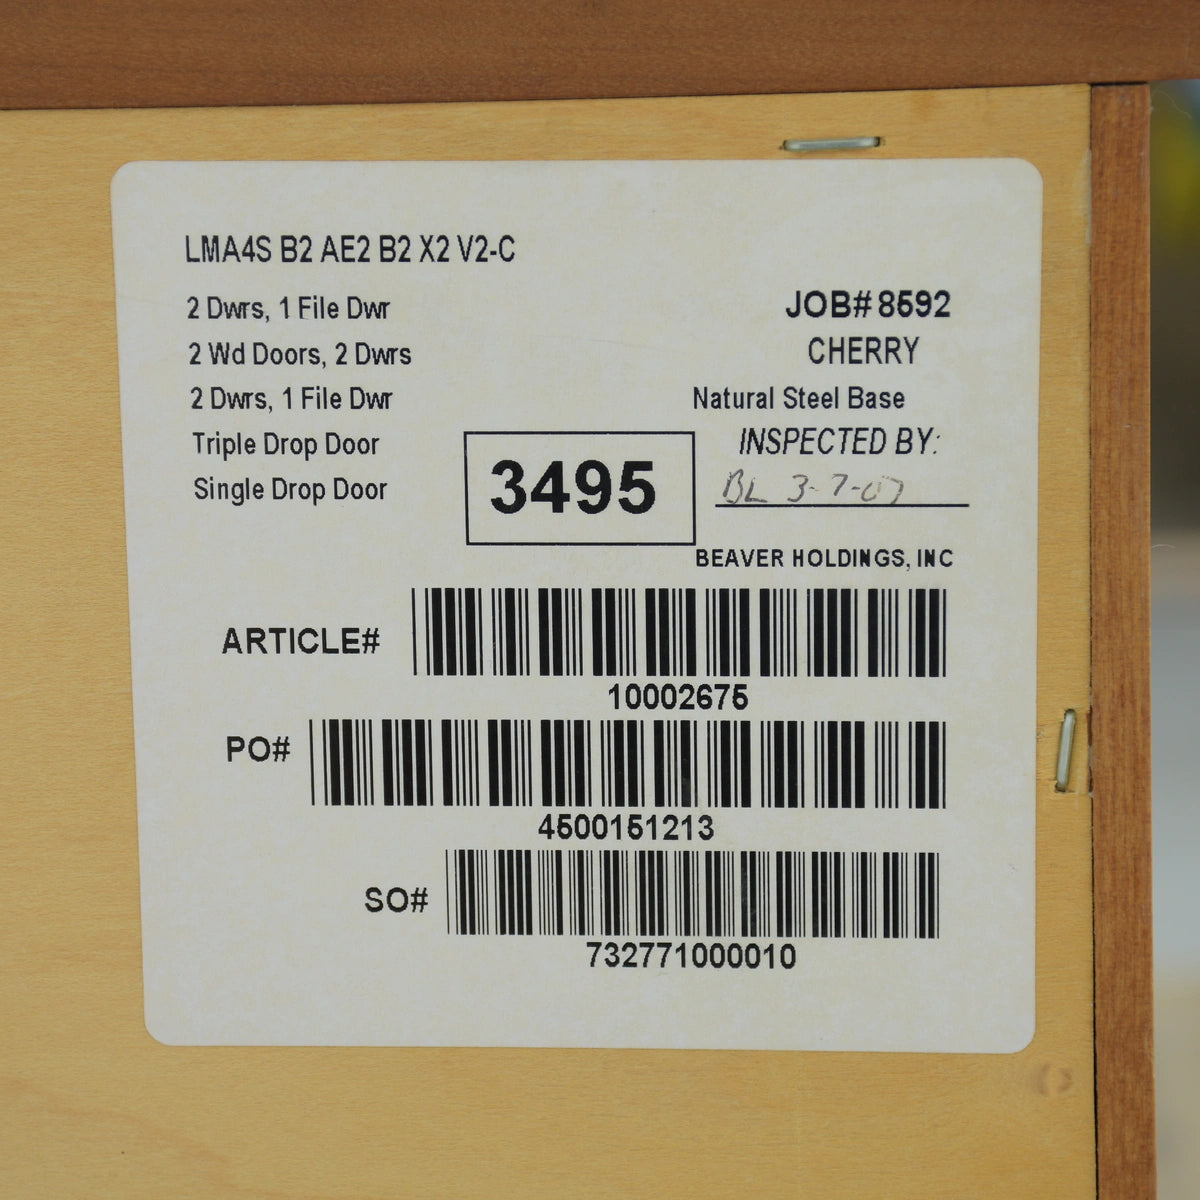 LMA4S B2 AE2 B2 X2 V2-C
2 Dwrs, 1 File Dwr
JOB# 8592
2 Wd Doors, 2 Dwrs
CHERRY
2 Dwrs, 1 File Dwr
Natural Steel Base
Triple Drop Door
INSPECTED BY:
Single Drop Door
3495
BL 3-7-07
BEAVER HOLDINGS, INC
ARTICLE#
10002675
PO#
4500151213
SO#
732771000010